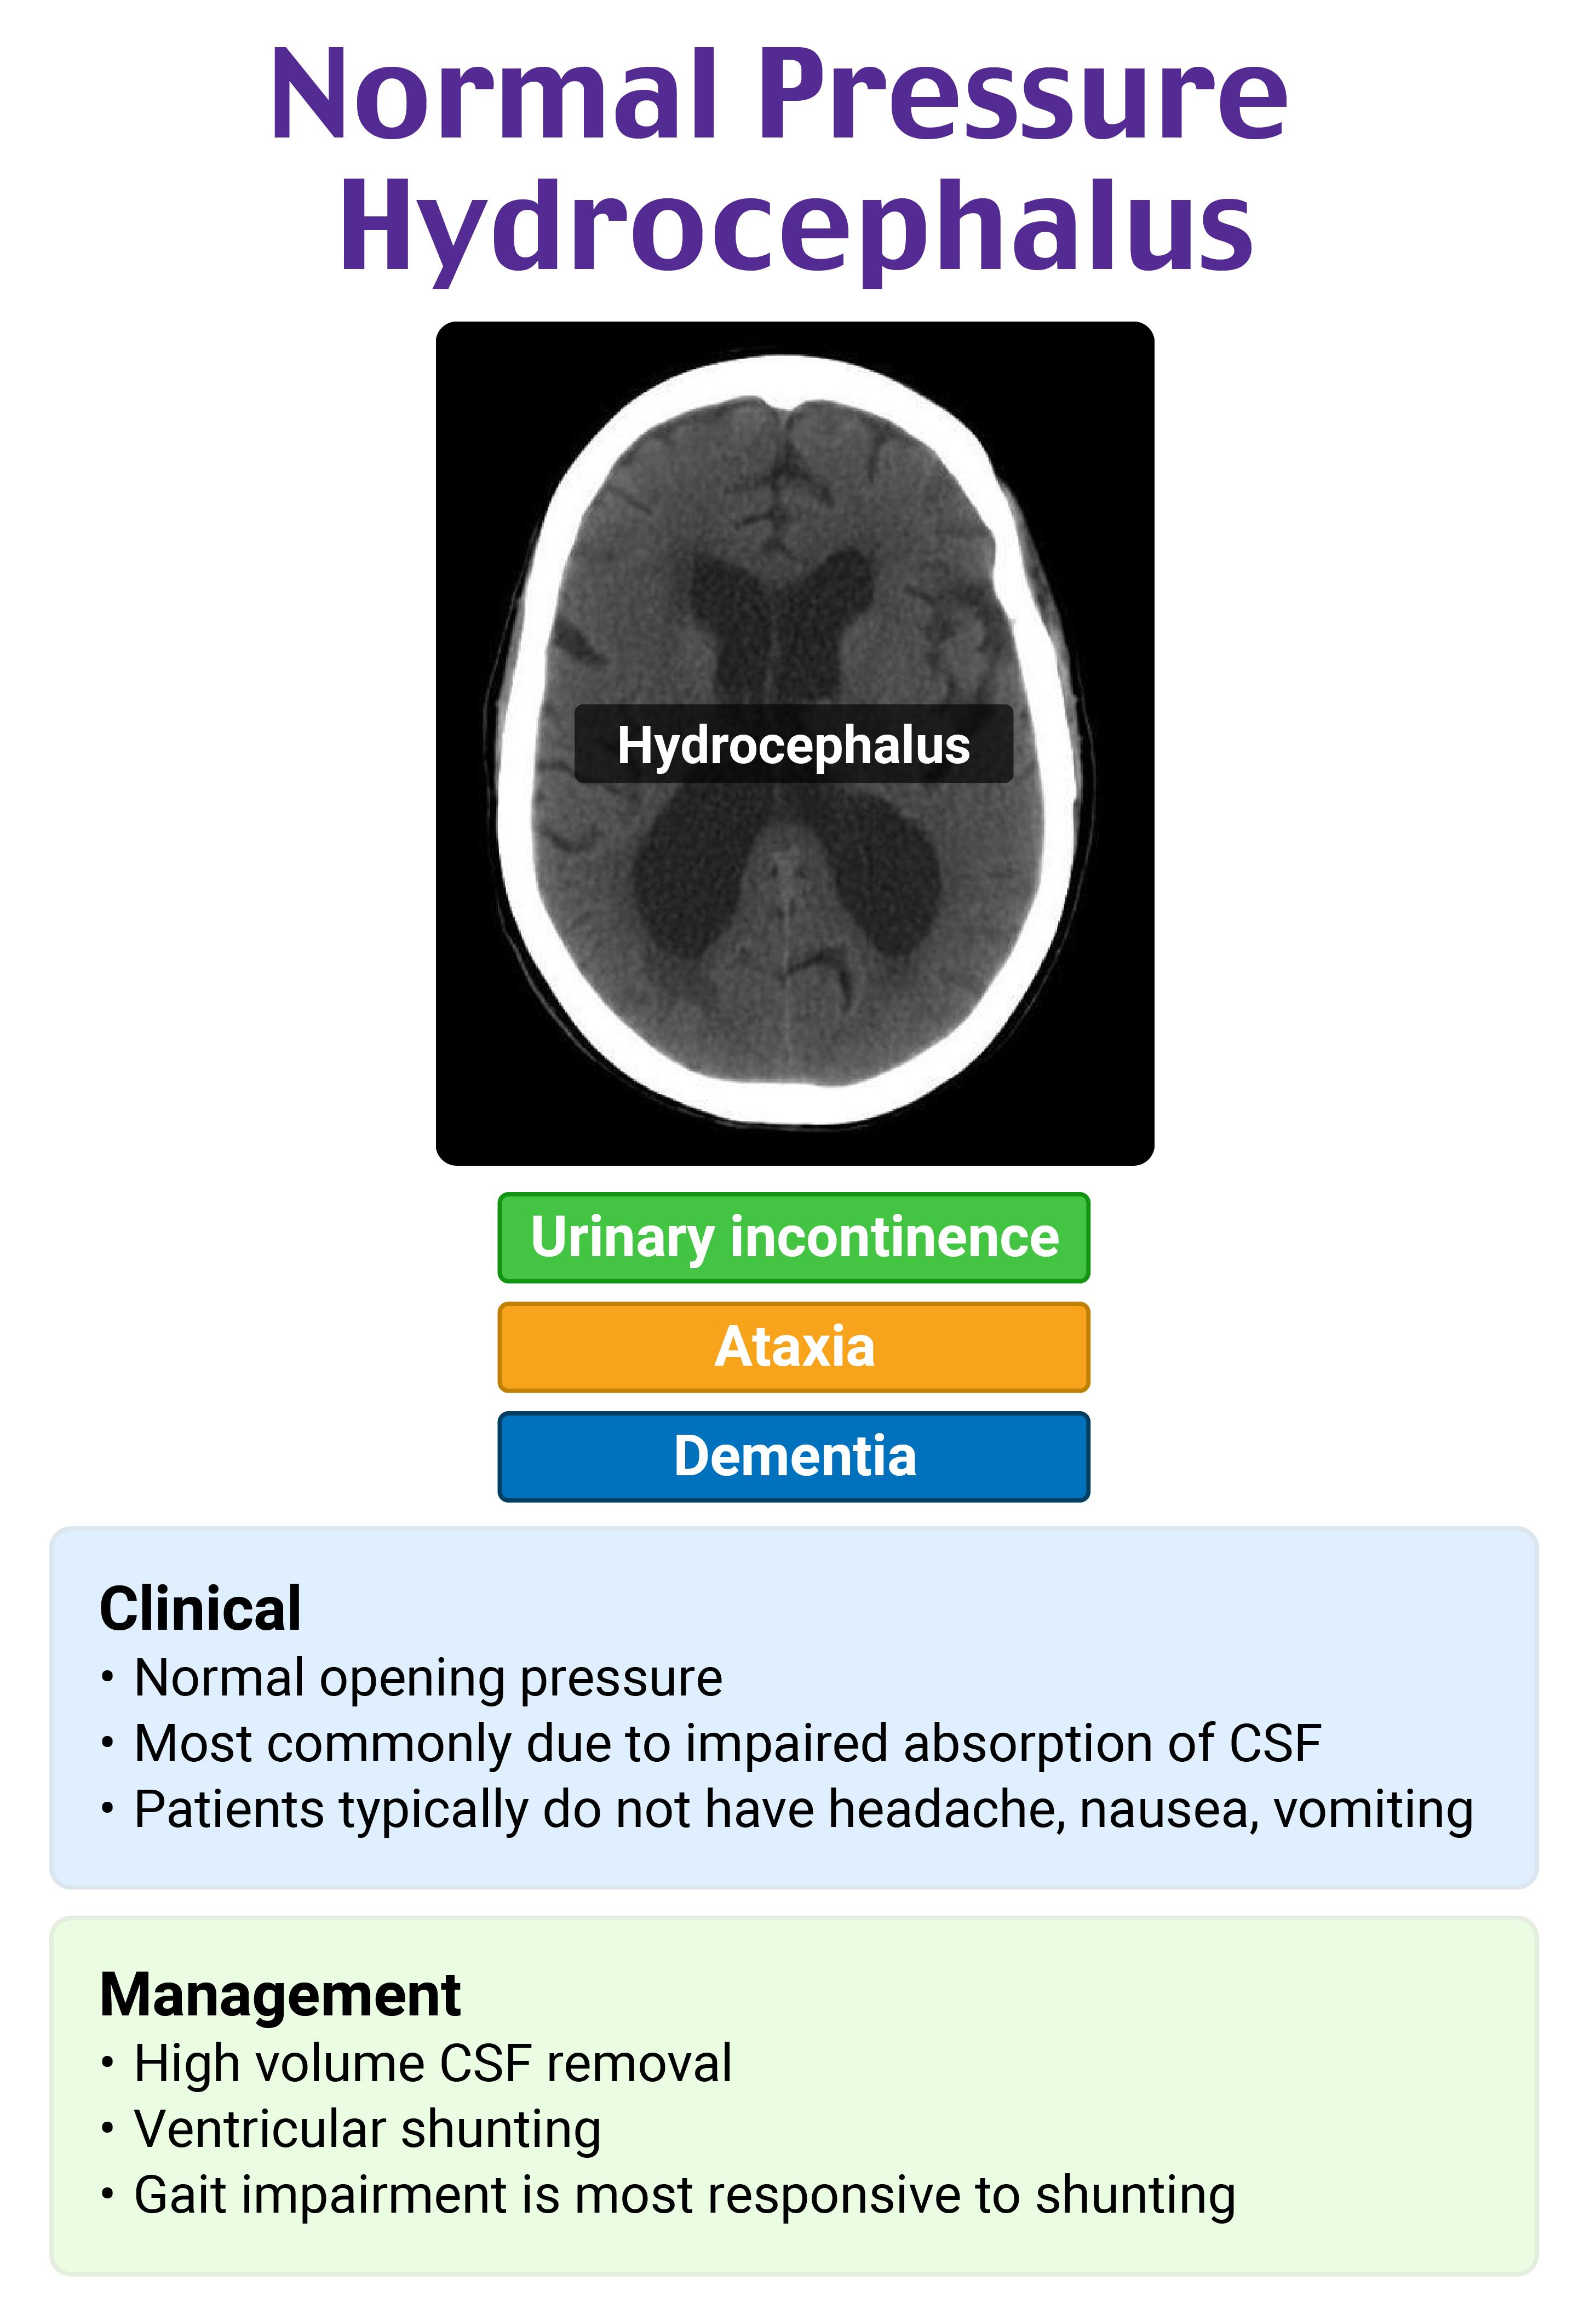 Normal Pressure
Hydrocephalus
Hydrocephalus
Urinary incontinence
Ataxia
Dementia
Clinical
• Normal opening pressure
• Most commonly due to impaired absorption of CSF
• Patients typically do not have headache, nausea, vomiting
Management
• High volume CSF removal
• Ventricular shunting
• Gait impairment is most responsive to shunting